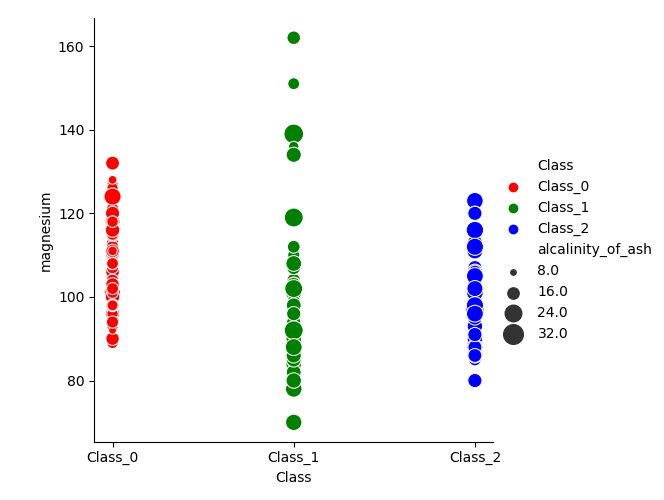 160
140
120
100
80
magnesium
Class_0
Class_1
Class_2
Class
Class
Class_0
Class_1
Class_2
alcalinity_of_ash
8.0
16.0
24.0
32.0